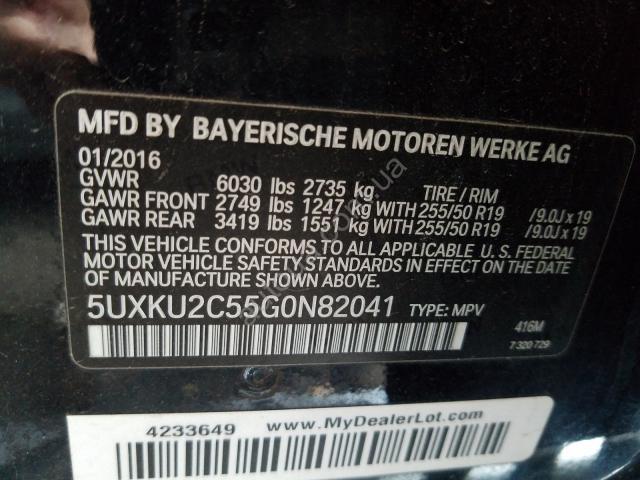 MFD BY BAYERISCHE MOTOREN WERKE AG
01/2016
GVWR 6030 lbs 2735 kg TIRE / RIM
GAWR FRONT 2749 lbs 1247 kg WITH 255/50 R19 /9.0J x 19
GAWR REAR 3419 lbs 1551 kg WITH 255/50 R19 /9.0J x 19
THIS VEHICLE CONFORMS TO ALL APPLICABLE U. S. FEDERAL
MOTOR VEHICLE SAFETY STANDARDS IN EFFECT ON THE DATE
OF MANUFACTURE SHOWN ABOVE.
5UXKU2C55G0N82041 TYPE: MPV
416M
7 320 729
4233649 www.MyDealerLot.com